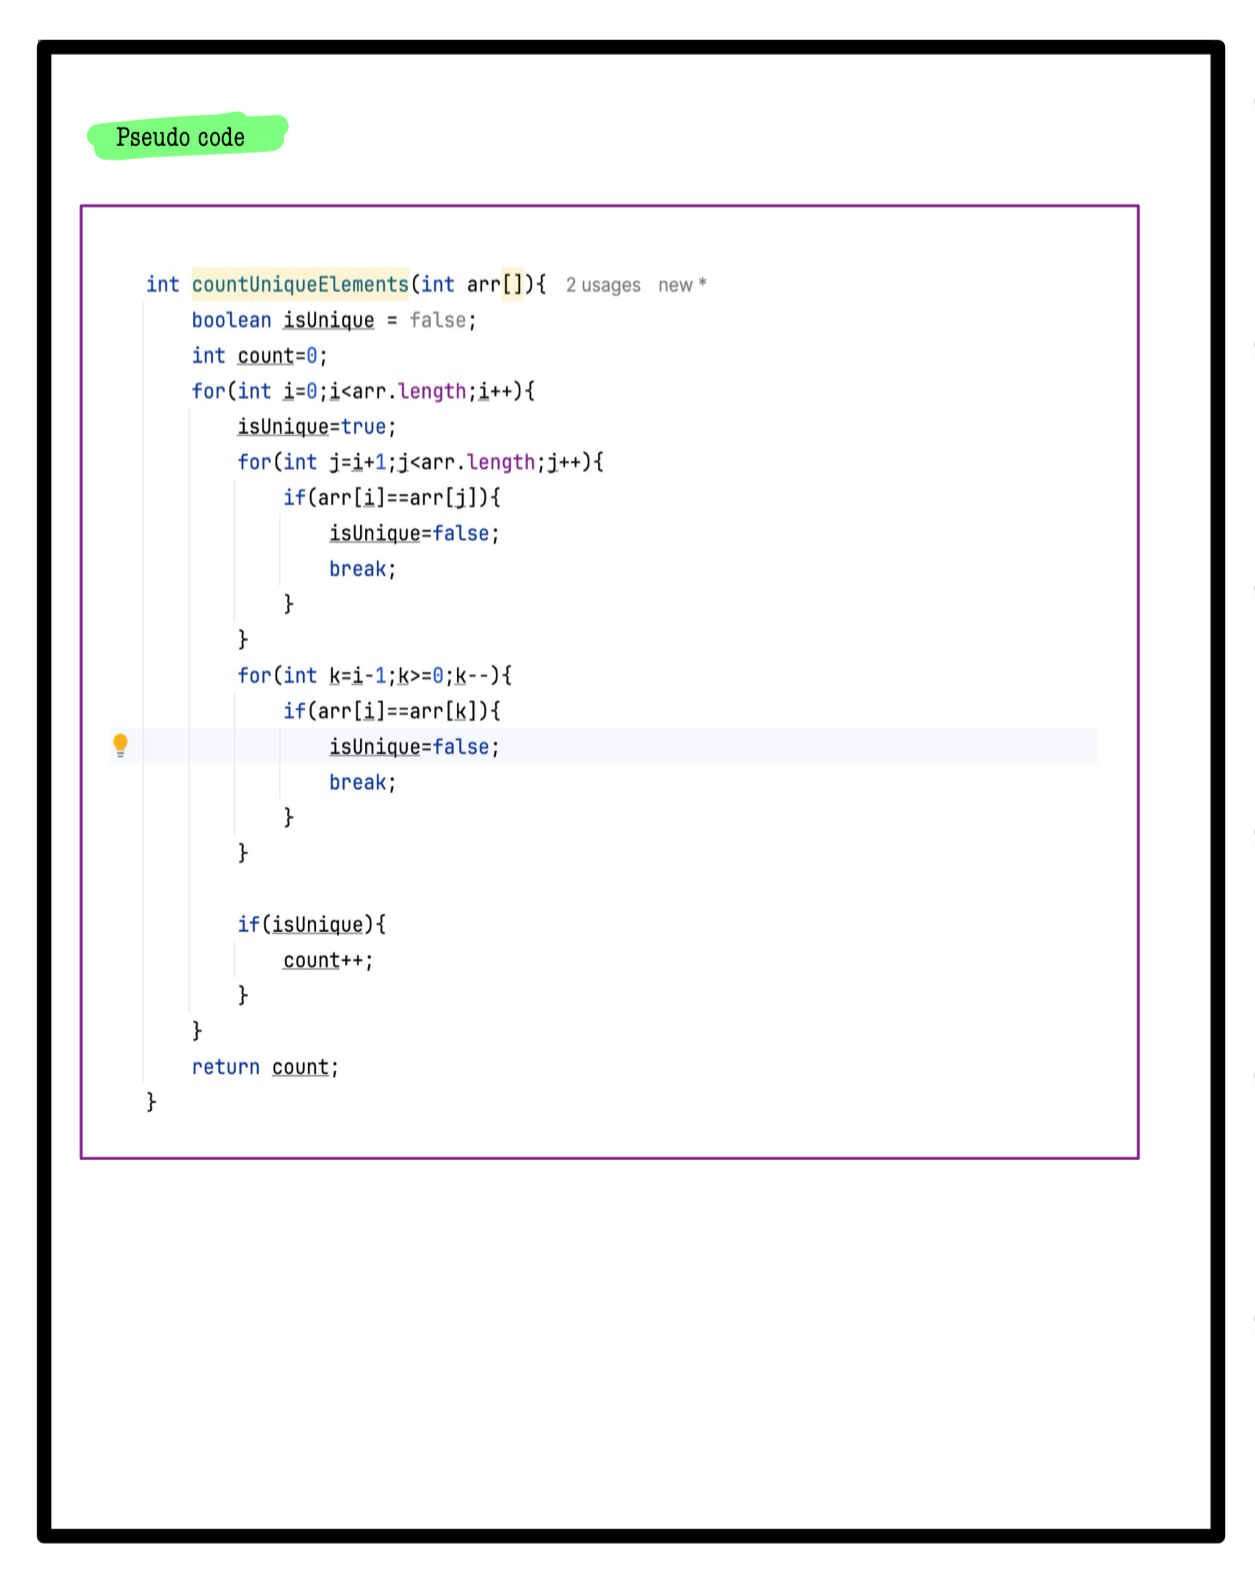 Pseudo code
int countUniqueElements(int arr[]){ 2 usages new *
boolean isUnique = false;
int count=0;
for(int i=0;i<arr.length;i++){
isUnique=true;
for(int j=i+1;j<arr.length;j++){
if(arr[i]==arr[j]){
isUnique=false;
break;
}
}
for(int k=i-1;k>=0;k--){
if(arr[i]==arr[k]){
isUnique=false;
break;
}
}
if(isUnique){
count++;
}
}
return count;
}